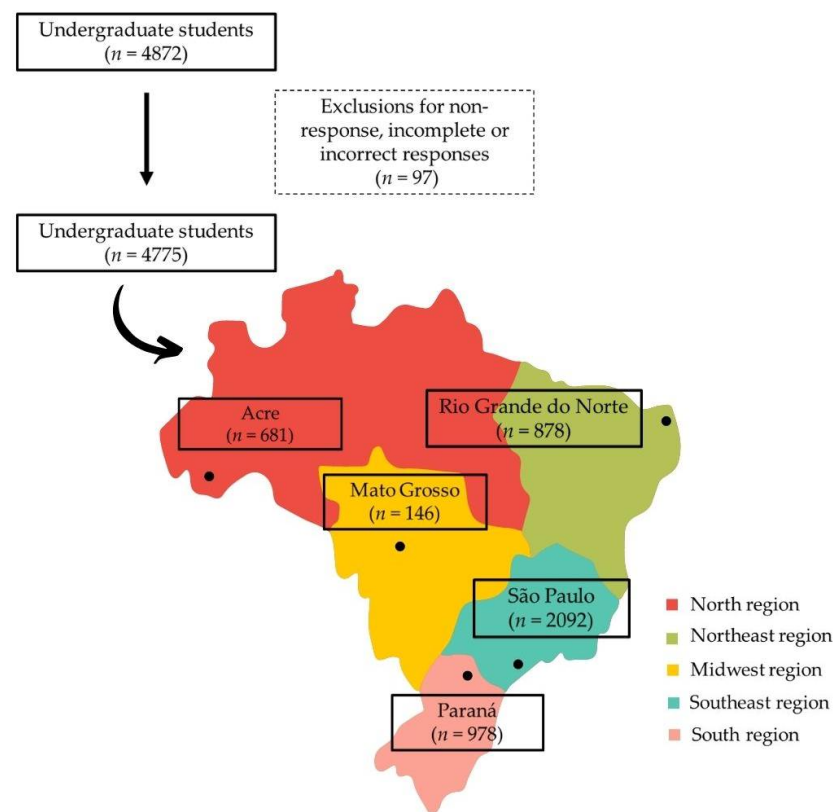 Undergraduate students
(n = 4872)
Exclusions for non-
response, incomplete or
incorrect responses
(n = 97)
Undergraduate students
(n = 4775)
Acre
(n = 681)
Rio Grande do Norte
(n = 878)
Mato Grosso
(n = 146)
São Paulo
(n = 2092)
Paraná
(n = 978)
North region
Northeast region
Midwest region
Southeast region
South region